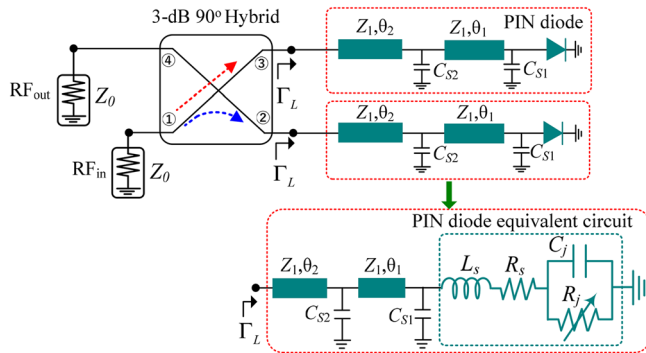 3-dB 90° Hybrid
Z1,θ2
Z1,θ1
PIN diode
CS2
CS1
④
③
ΓL
RFout
Z0
①
②
Z1,θ2
Z1,θ1
CS2
CS1
ΓL
RFin
Z0
PIN diode equivalent circuit
Z1,θ2
Z1,θ1
Ls
Rs
Cj
Rj
CS2
CS1
ΓL